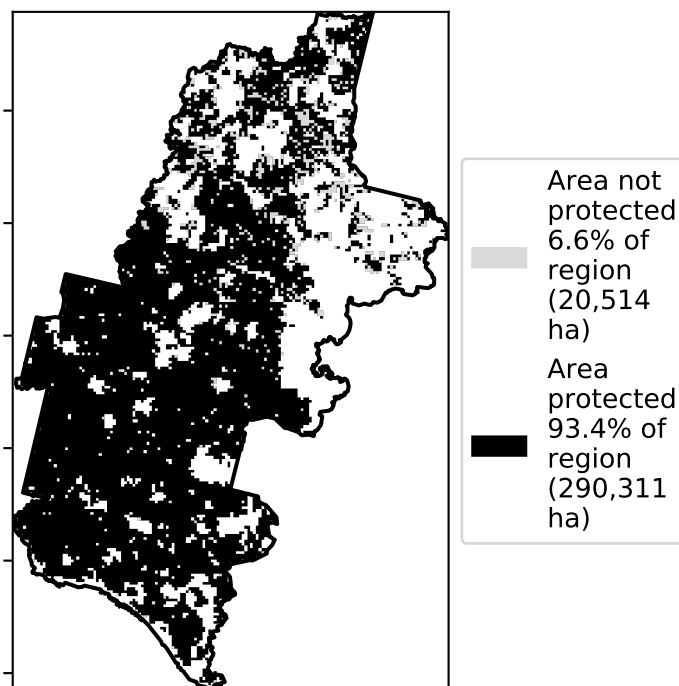 Area not
protected
6.6% of
region
(20,514
ha)
Area
protected
93.4% of
region
(290,311
ha)